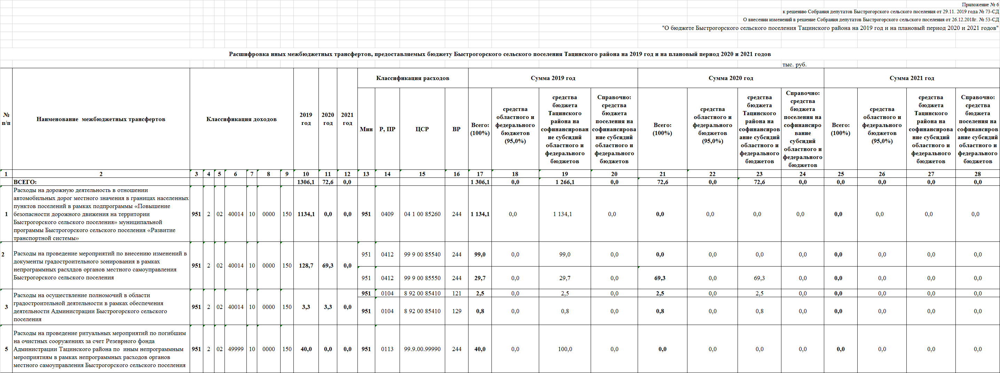 Приложение № 6
к решению Собрания депутатов Быстрогорского сельского поселения от 29.11. 2019 года № 73-СД
О внесении изменений в решение Собрания депутатов Быстрогорского сельского поселения от 26.12.2018г. № 53-СД
"О бюджете Быстрогорского сельского поселения Тацинского района на 2019 год и на плановый период 2020 и 2021 годов"
Расшифровка иных межбюджетных трансфертов, предоставляемых бюджету Быстрогорского сельского поселения Тацинского района на 2019 год и на плановый период 2020 и 2021 годов
тыс. руб.
№
п/п
Наименование межбюджетных трансфертов
Классификация доходов
2019
год
2020
год
2021
год
Классификация расходов
Сумма 2019 год
Сумма 2020 год
Сумма 2021 год
Мин
Р, ПР
ЦСР
ВР
Всего:
(100%)
средства
областного и
федерального
бюджетов
(95,0%)
средства
бюджета
Тацинского
района на
софинансирован
ие субсидий
областного и
федерального
бюджетов
Справочно:
средства
бюджета
поселения на
софинансирова
ние субсидий
областного и
федерального
бюджетов
Всего:
(100%)
средства
областного и
федерального
бюджетов
(95,0%)
средства
бюджета
Тацинского
района на
софинансиров
ание субсидий
областного и
федерального
бюджетов
Справочно:
средства
бюджета
поселения на
софинансиро
вание
субсидий
областного и
федерального
бюджетов
Всего:
(100%)
средства
областного и
федерального
бюджетов
(95,0%)
средства
бюджета
Тацинского
района на
софинансирова
ние субсидий
областного и
федерального
бюджетов
Справочно:
средства
бюджета
поселения на
софинансиров
ание субсидий
областного и
федерального
бюджетов
1 2 3 4 5 6 7 8 9 10 11 12 13 14 15 16 17 18 19 20 21 22 23 24 25 26 27 28
ВСЕГО: 1306,1 72,6 0,0 1 306,1 0,0 1 266,1 0,0 72,6 0,0 72,6 0,0 0,0 0,0 0,0 0,0
1
Расходы на дорожную деятельность в отношении
автомобильных дорог местного значения в границах населенных
пунктов поселений в рамках подпрограммы «Повышение
безопасности дорожного движения на территории
Быстрогорского сельского поселения» муниципальной
программы Быстрогорского сельского поселения «Развитие
транспортной системы»
951 2 02 40014 10 0000 150 1134,1 0,0 0,0 951 0409 04 1 00 85260 244 1 134,1 0,0 1 134,1 0,0 0,0 0,0 0,0 0,0 0,0 0,0 0,0 0,0
2
Расходы на проведение мероприятий по внесению изменений в
документы градостроительного зонирования в рамках
непрограммных расхлдов органов местного самоуправления
Быстрогорского сельского поселения
951 2 02 40014 10 0000 150 128,7 69,3 0,0
951 0412 99 9 00 85540 244 99,0 0,0 99,0 0,0 0,0 0,0 0,0 0,0 0,0 0,0 0,0 0,0
951 0412 99 9 00 85550 244 29,7 0,0 29,7 0,0 69,3 0,0 69,3 0,0 0,0 0,0 0,0 0,0
3
Расходы на осуществление полномочий в области
градостроительной деятельности в рамках обеспечения
деятельности Администрации Быстрогорского сельского
поселения
951 2 02 40014 10 0000 150 3,3 3,3 0,0
951 0104 8 92 00 85410 121 2,5 0,0 2,5 0,0 2,5 0,0 2,5 0,0 0,0 0,0 0,0 0,0
951 0104 8 92 00 85410 129 0,8 0,0 0,8 0,0 0,8 0,0 0,8 0,0 0,0 0,0 0,0 0,0
5
Расходы на проведение ритуальных мероприятий по погибшим
на очистных сооружениях за счет Резеврного фонда
Администрации Тацинского района по иным непрограммным
мероприятиям в рамках непрограммных расходов органов
местного самоуправления Быстрогорского сельского поселения
951 2 02 49999 10 0000 150 40,0 0,0 0,0 951 0113 99.9.00.99990 244 40,0 0,0 100,0 0,0 0,0 0,0 0,0 0,0 0,0 0,0 0,0 0,0